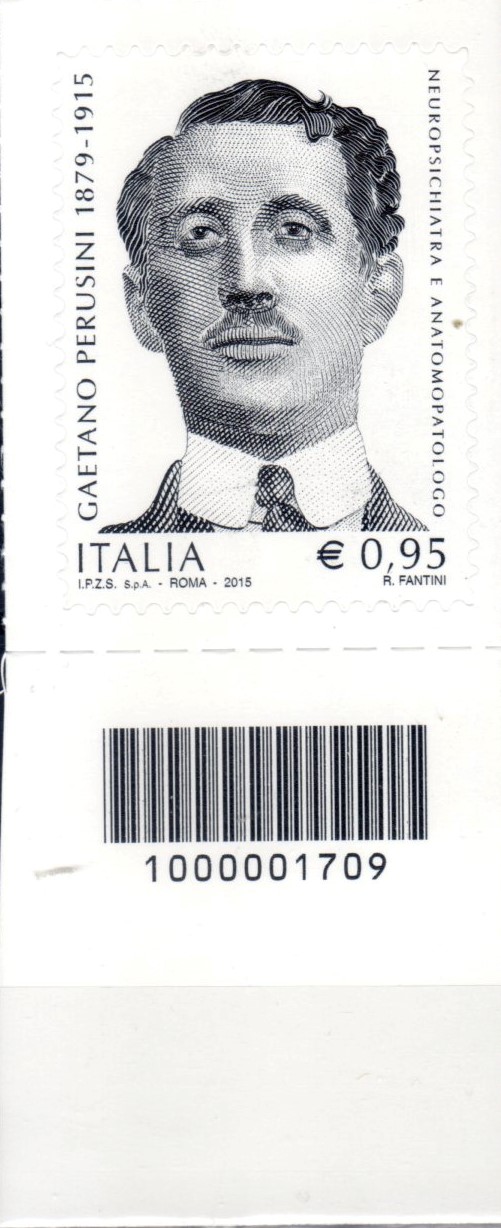 GAETANO PERUSINI 1879-1915
NEUROPSICHIATRA E ANATOMOPATOLOGO
ITALIA € 0,95
I.P.Z.S. S.p.A. - ROMA - 2015 R. FANTINI
1000001709